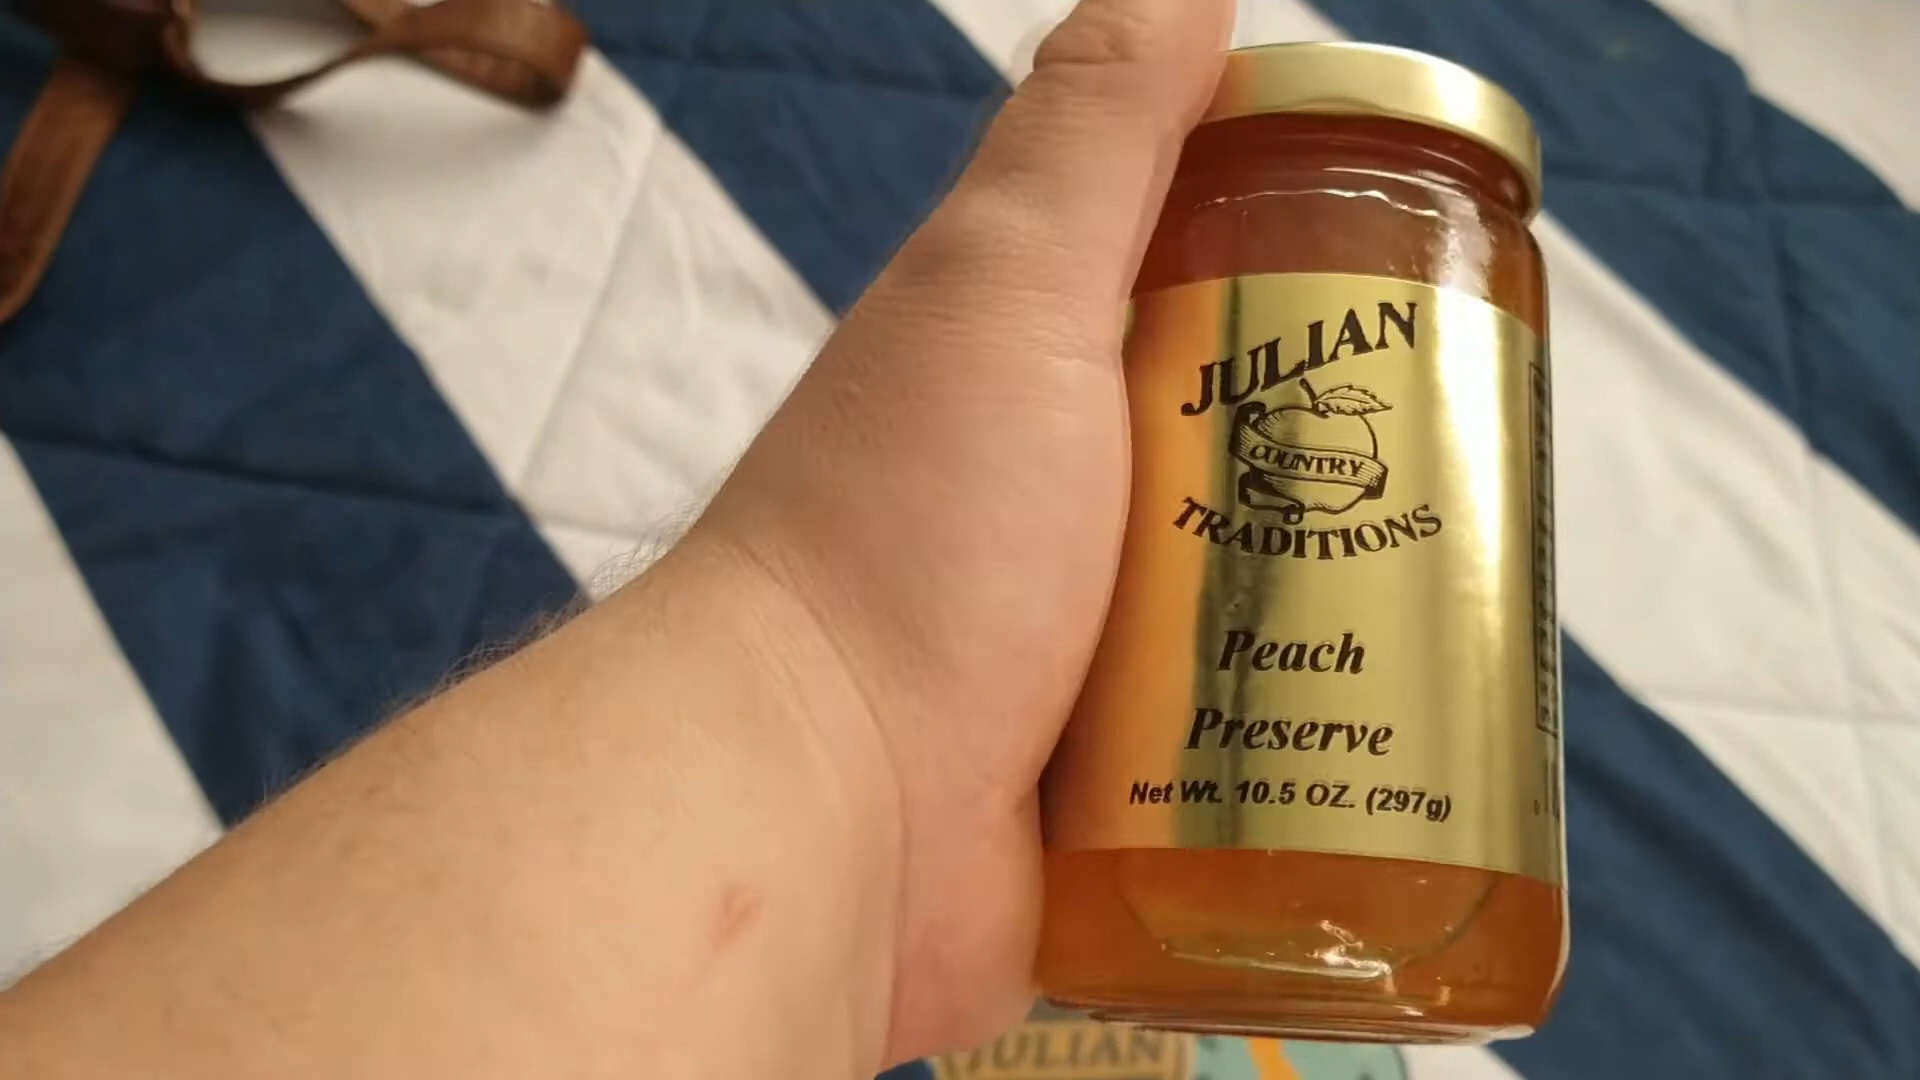 JULIAN
COUNTRY
TRADITIONS
Peach
Preserve
Net Wt. 10.5 OZ. (297g)
JULIAN